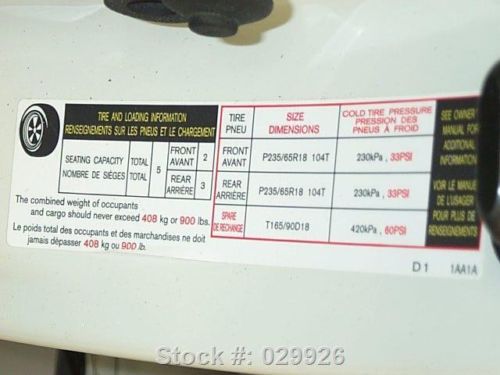 TIRE AND LOADING INFORMATION
RENSEIGNEMENTS SUR LES PNEUS ET LE CHARGEMENT
SEATING CAPACITY TOTAL 5 FRONT AVANT 2
NOMBRE DE SIÈGES TOTAL REAR ARRIÈRE 3
The combined weight of occupants
and cargo should never exceed 408 kg or 900 lbs.
Le poids total des occupants et des marchandises ne doit
jamais dépasser 408 kg ou 900 lb.
TIRE PNEU SIZE DIMENSIONS COLD TIRE PRESSURE PRESSION DES PNEUS À FROID
FRONT AVANT P235/65R18 104T 230kPa , 33PSI
REAR ARRIÈRE P235/65R18 104T 230kPa , 33PSI
SPARE DE RECHANGE T165/90D18 420kPa , 60PSI
SEE OWNER
MANUAL FOR
ADDITIONAL
INFORMATION
VOIR LE MANUE
DE L'USAGER
POUR PLUS DE
RENSEIGNEMENTS
D1 1AA1A
Stock #: 029926